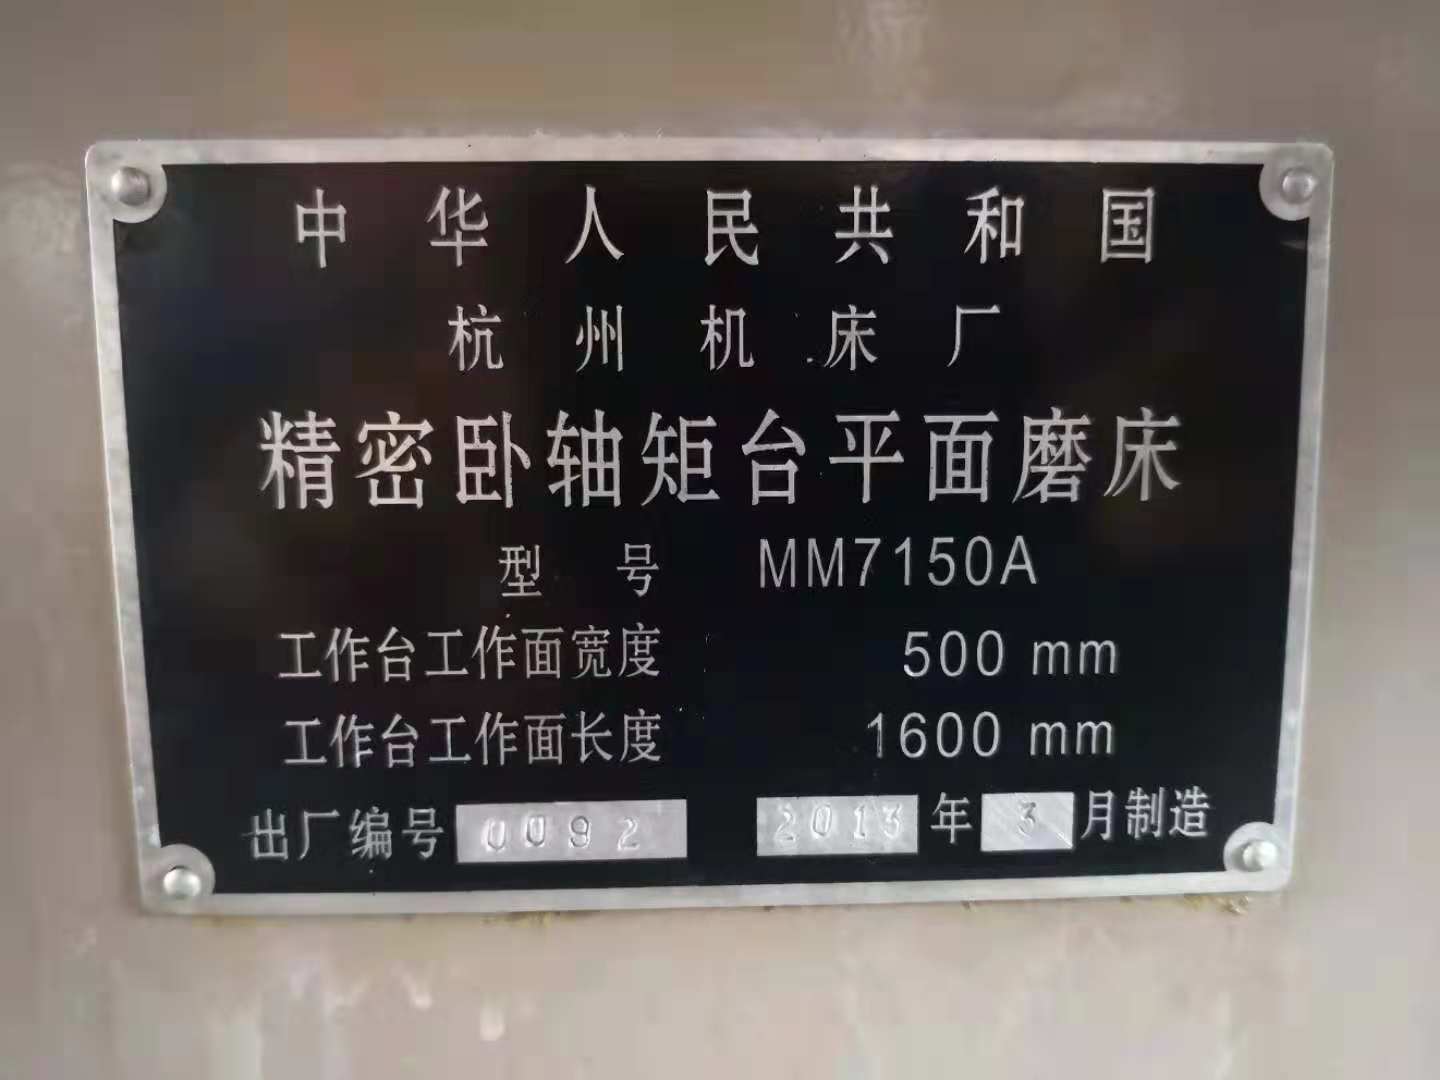 中华人民共和国
杭州机床厂
精密卧轴矩台平面磨床
型号 MM7150A
工作台工作面宽度 500 mm
工作台工作面长度 1600 mm
出厂编号 0092 2013 年 3 月制造